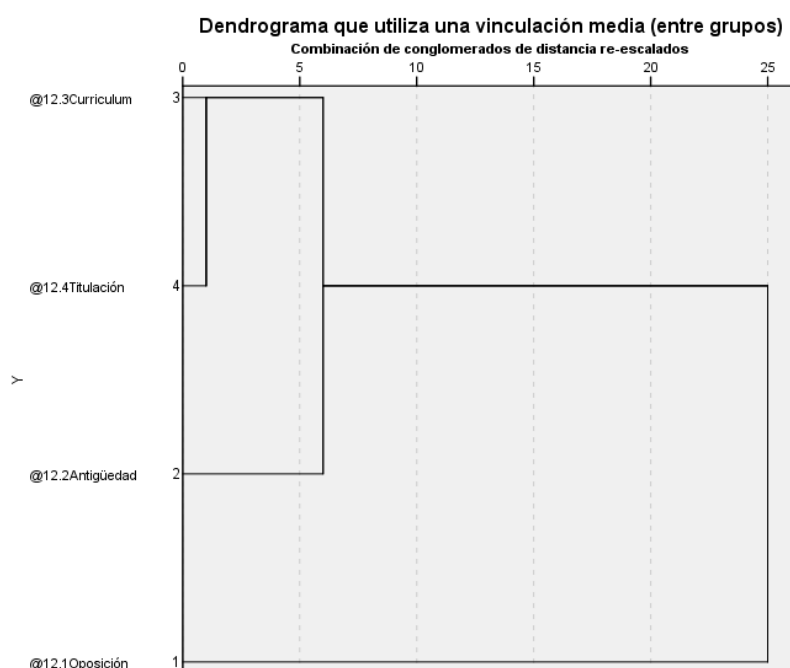 Dendrograma que utiliza una vinculación media (entre grupos)
Combinación de conglomerados de distancia re-escalados
0 5 10 15 20 25
@12.3Curriculum 3
@12.4Titulación 4
Y
@12.2Antigüedad 2
@12.1Oposición 1